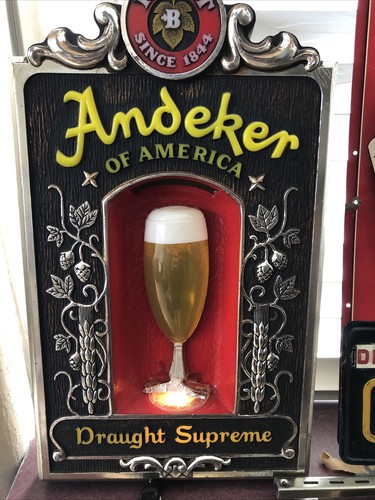 B
SINCE 1844
Andeker
OF AMERICA
Draught Supreme